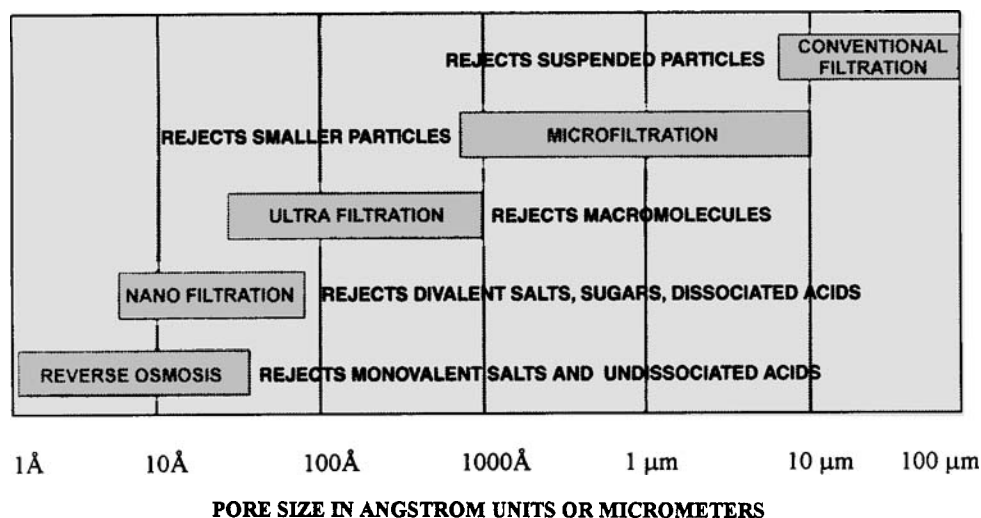 REJECTS SUSPENDED PARTICLES
CONVENTIONAL
FILTRATION
REJECTS SMALLER PARTICLES
MICROFILTRATION
ULTRA FILTRATION
REJECTS MACROMOLECULES
NANO FILTRATION
REJECTS DIVALENT SALTS, SUGARS, DISSOCIATED ACIDS
REVERSE OSMOSIS
REJECTS MONOVALENT SALTS AND UNDISSOCIATED ACIDS
1Å 10Å 100Å 1000Å 1 μm 10 μm 100 μm
PORE SIZE IN ANGSTROM UNITS OR MICROMETERS